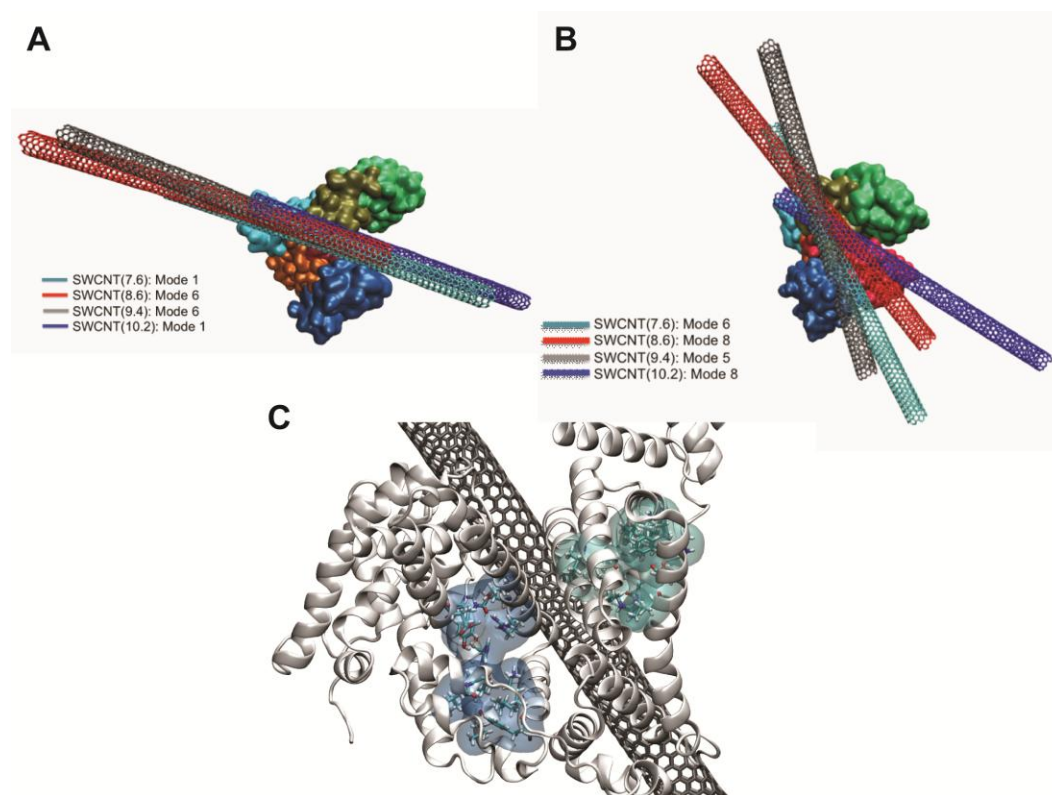 A
B
SWCNT(7.6): Mode 1
SWCNT(8.6): Mode 6
SWCNT(9.4): Mode 6
SWCNT(10.2): Mode 1
SWCNT(7.6): Mode 6
SWCNT(8.6): Mode 8
SWCNT(9.4): Mode 5
SWCNT(10.2): Mode 8
C